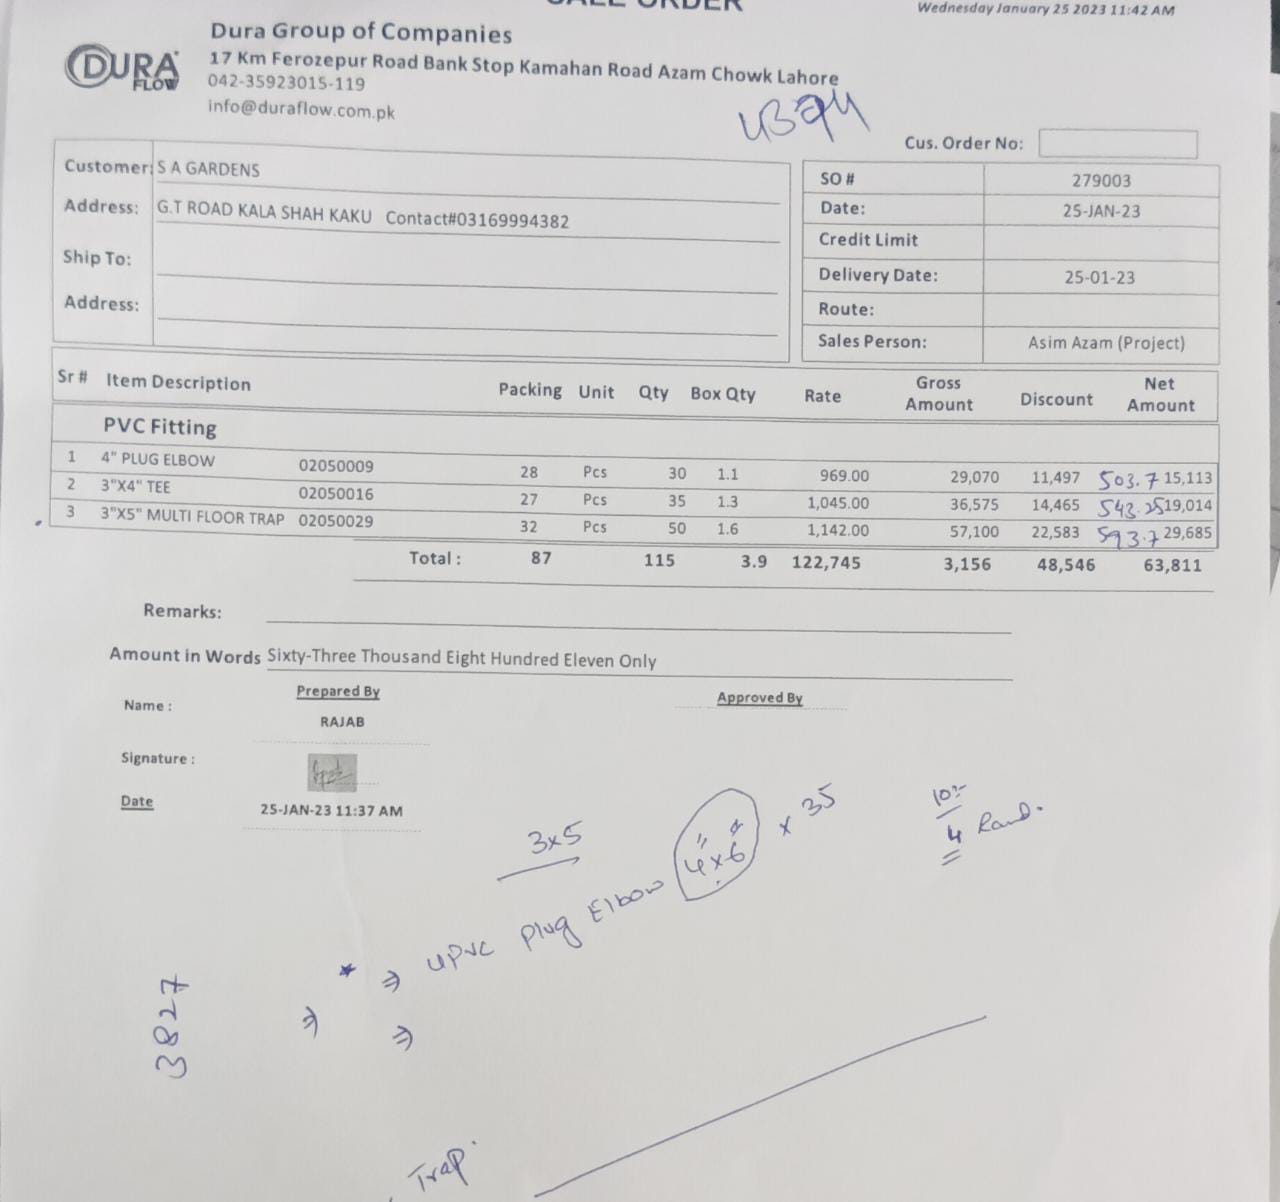 SALE ORDER
Wednesday January 25 2023 11:42 AM
DURA FLOW
Dura Group of Companies
17 Km Ferozepur Road Bank Stop Kamahan Road Azam Chowk Lahore
042-35923015-119
info@duraflow.com.pk
Cus. Order No:
Customer: S A GARDENS
Address: G.T ROAD KALA SHAH KAKU Contact#03169994382
Ship To:
Address:
SO # 279003
Date: 25-JAN-23
Credit Limit
Delivery Date: 25-01-23
Route:
Sales Person: Asim Azam (Project)
Sr # Item Description Packing Unit Qty Box Qty Rate Gross Amount Discount Net Amount
PVC Fitting
1 4" PLUG ELBOW 02050009 28 Pcs 30 1.1 969.00 29,070 11,497 503.7 15,113
2 3"X4" TEE 02050016 27 Pcs 35 1.3 1,045.00 36,575 14,465 543.25 19,014
3 3"X5" MULTI FLOOR TRAP 02050029 32 Pcs 50 1.6 1,142.00 57,100 22,583 593.7 29,685
Total : 87 115 3.9 122,745 3,156 48,546 63,811
Remarks:
Amount in Words Sixty-Three Thousand Eight Hundred Eleven Only
Prepared By Approved By
Name : RAJAB
Signature :
Date 25-JAN-23 11:37 AM
3x5
UPVC Plug Elbow 4"x6" x 35
4
3827
Trap